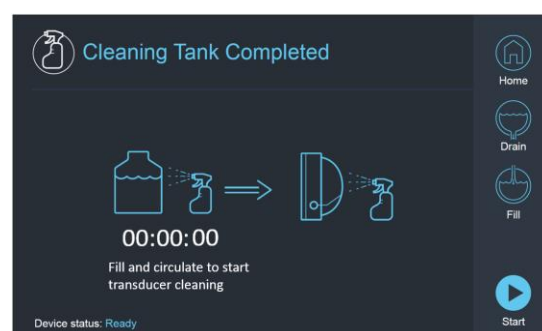 Cleaning Tank Completed
Home
Drain
Fill
00:00:00
Fill and circulate to start
transducer cleaning
Device status: Ready
Start